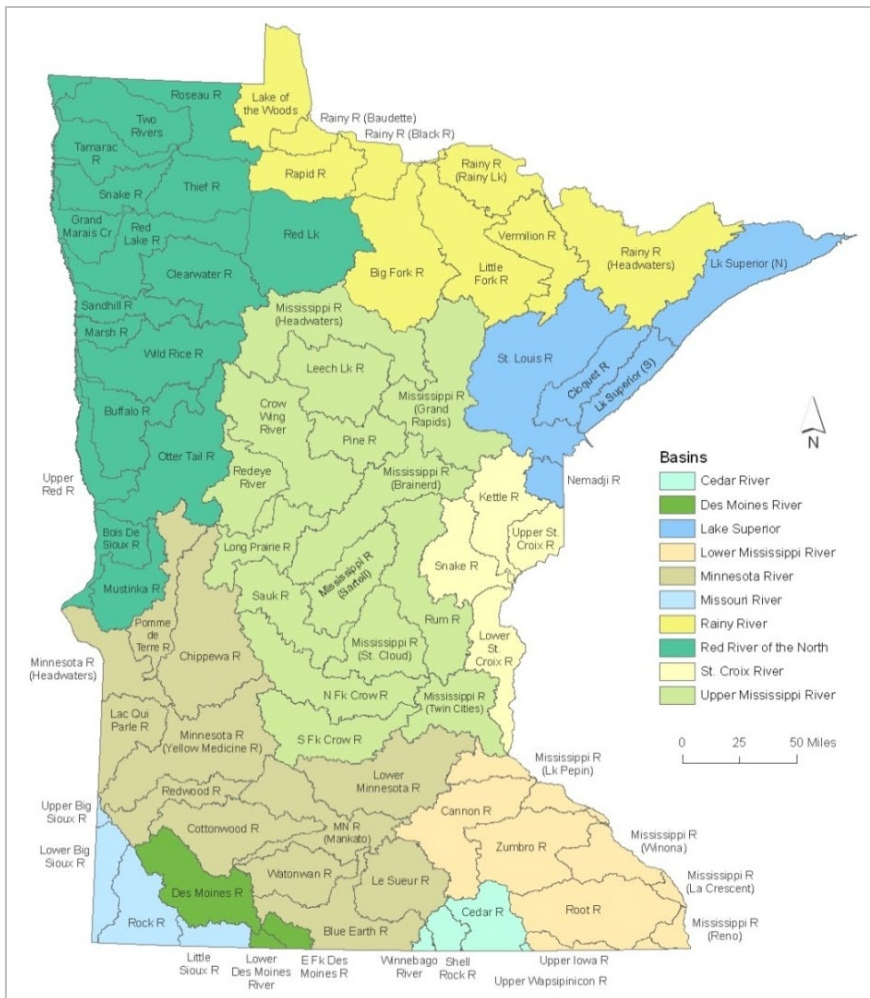 Roseau R
Lake of
the Woods
Two
Rivers
Rainy R (Baudette)
Rainy R (Black R)
Tamarac
R
Rainy R
(Rainy Lk)
Rapid R
Thief R
Snake R
Grand
Marais Cr
Red
Lake R
Red Lk
Vermilion R
Rainy R
(Headwaters)
Lk Superior (N)
Big Fork R
Little
Fork R
Clearwater R
Sandhill R
Mississippi R
(Headwaters)
Marsh R
Wild Rice R
St. Louis R
Leech Lk R
Cloquet R
Lk Superior (S)
Crow
Wing
River
Mississippi R
(Grand
Rapids)
Buffalo R
Pine R
N
Otter Tail R
Redeye
River
Mississippi R
(Brainerd)
Upper
Red R
Kettle R
Nemadji R
Bois De
Sioux R
Long Prairie R
Upper St.
Croix R
Mississippi R
(Sartell)
Snake R
Mustinka R
Sauk R
Pomme
de
Terre R
Rum R
Mississippi R
(St. Cloud)
Lower
St.
Croix R
Minnesota R
(Headwaters)
Chippewa R
N Fk Crow R
Mississippi R
(Twin Cities)
Lac Qui
Parle R
Minnesota R
(Yellow Medicine R)
S Fk Crow R
Basins
Cedar River
Des Moines River
Lake Superior
Lower Mississippi River
Minnesota River
Missouri River
Rainy River
Red River of the North
St. Croix River
Upper Mississippi River
0 25 50 Miles
Mississippi R
(Lk Pepin)
Lower
Minnesota R
Redwood R
Upper Big
Sioux R
Cannon R
Cottonwood R
MN R
(Mankato)
Mississippi R
(Winona)
Lower Big
Sioux R
Zumbro R
Watonwan R
Le Sueur R
Mississippi R
(La Crescent)
Des Moines R
Rock R
Cedar R
Root R
Mississippi R
(Reno)
Blue Earth R
Little
Sioux R
Lower
Des Moines
River
E Fk Des
Moines R
Winnebago
River
Shell
Rock R
Upper Iowa R
Upper Wapsipinicon R